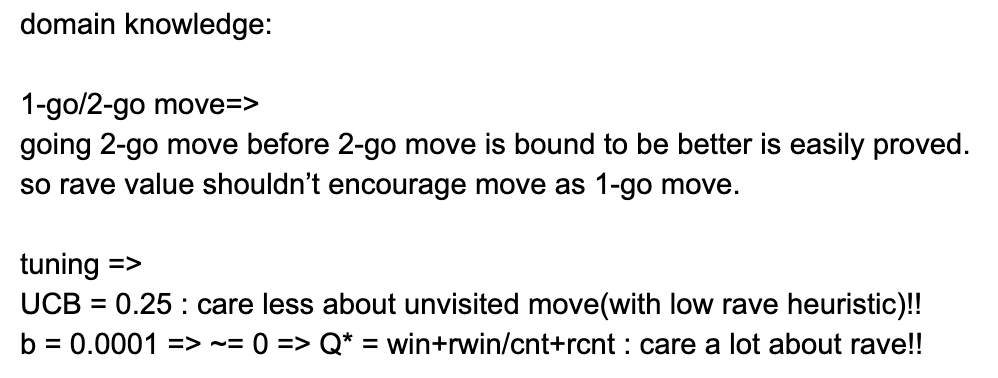 domain knowledge:
1-go/2-go move=>
going 2-go move before 2-go move is bound to be better is easily proved.
so rave value shouldn’t encourage move as 1-go move.
tuning =>
UCB = 0.25 : care less about unvisited move(with low rave heuristic)!!
b = 0.0001 => ~= 0 => Q* = win+rwin/cnt+rcnt : care a lot about rave!!